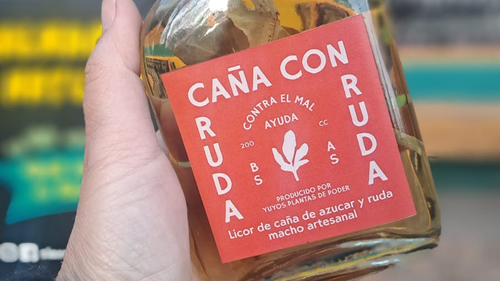 CAÑA CON
RUDA
RUDA
CONTRA EL MAL
AYUDA
200 CC
BS AS
PRODUCIDO POR
YUYOS PLANTAS DE PODER
Licor de caña de azucar y ruda
macho artesanal